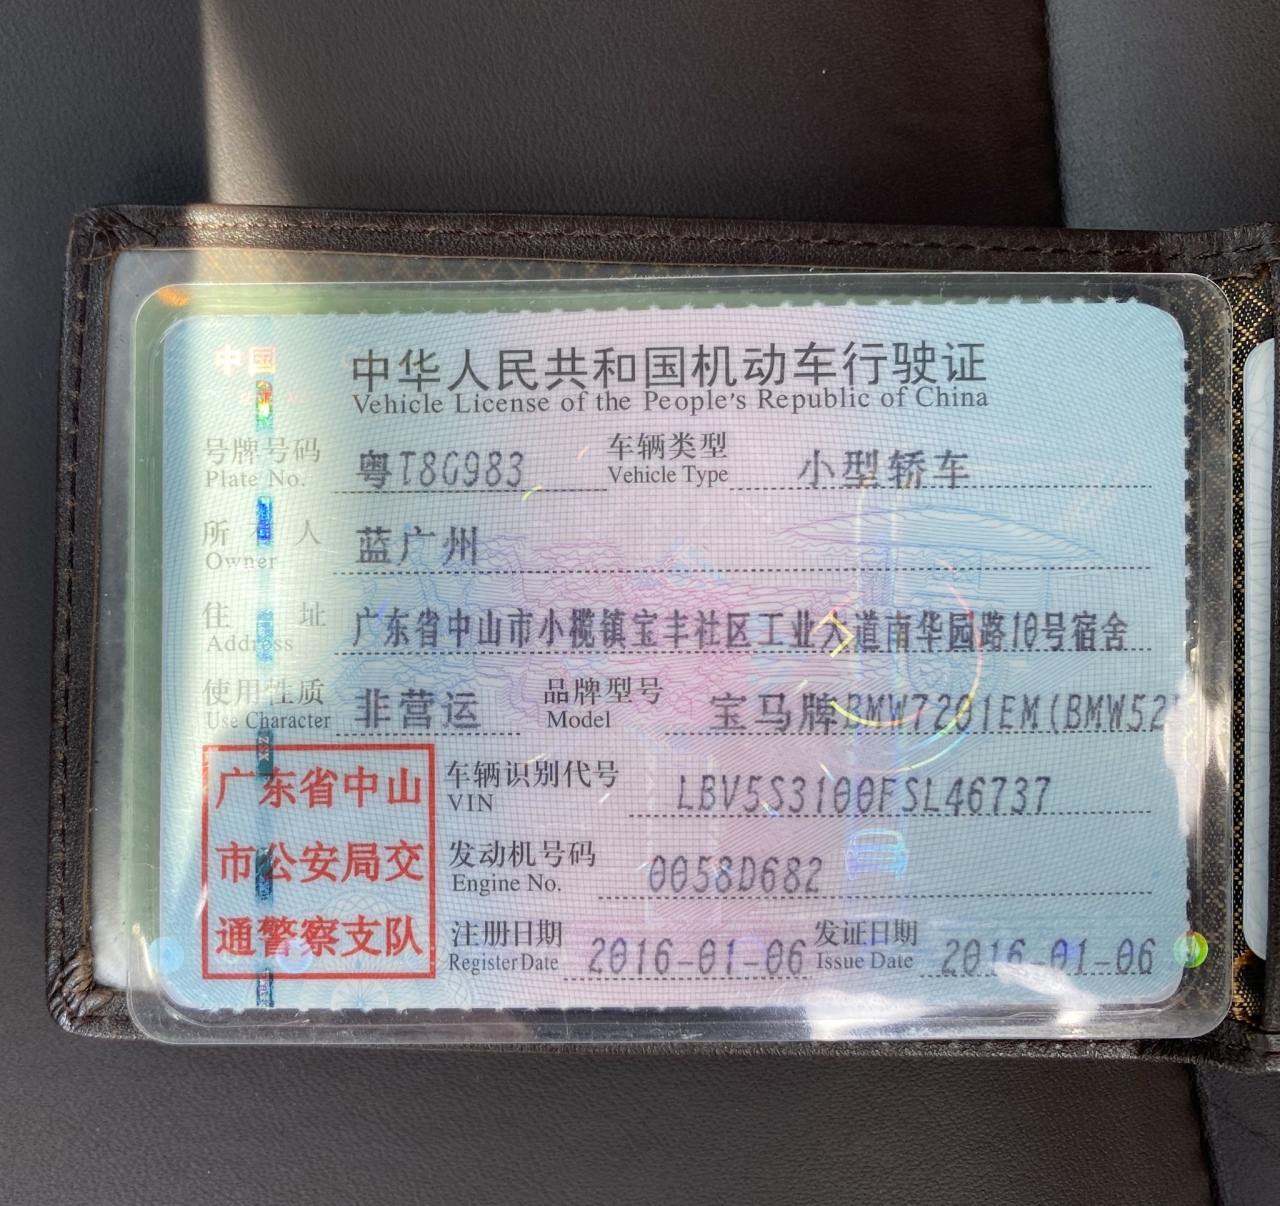 中国
中华人民共和国机动车行驶证
Vehicle License of the People's Republic of China
号牌号码 粤T8G983 车辆类型 小型轿车
Plate No. Vehicle Type
所 人 蓝广州
Owner
住 址 广东省中山市小榄镇宝丰社区工业大道南华园路10号宿舍
Address
使用性质 非营运 品牌型号 宝马牌BMW7201EM(BMW52
Use Character Model
广东省中山
市公安局交
通警察支队
车辆识别代号 LBV5S3100FSL46737
VIN
发动机号码 0058D682
Engine No.
注册日期 2016-01-06 发证日期 2016-01-06
Register Date Issue Date